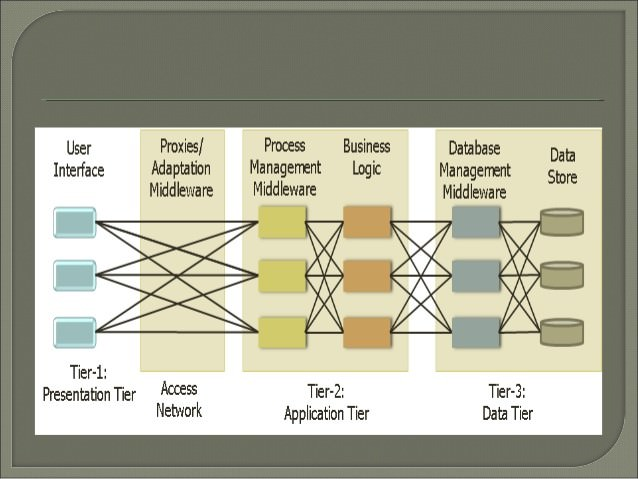 User
Interface
Proxies/
Adaptation
Middleware
Process
Management
Middleware
Business
Logic
Database
Management
Middleware
Data
Store
Tier-1:
Presentation Tier
Access
Network
Tier-2:
Application Tier
Tier-3:
Data Tier